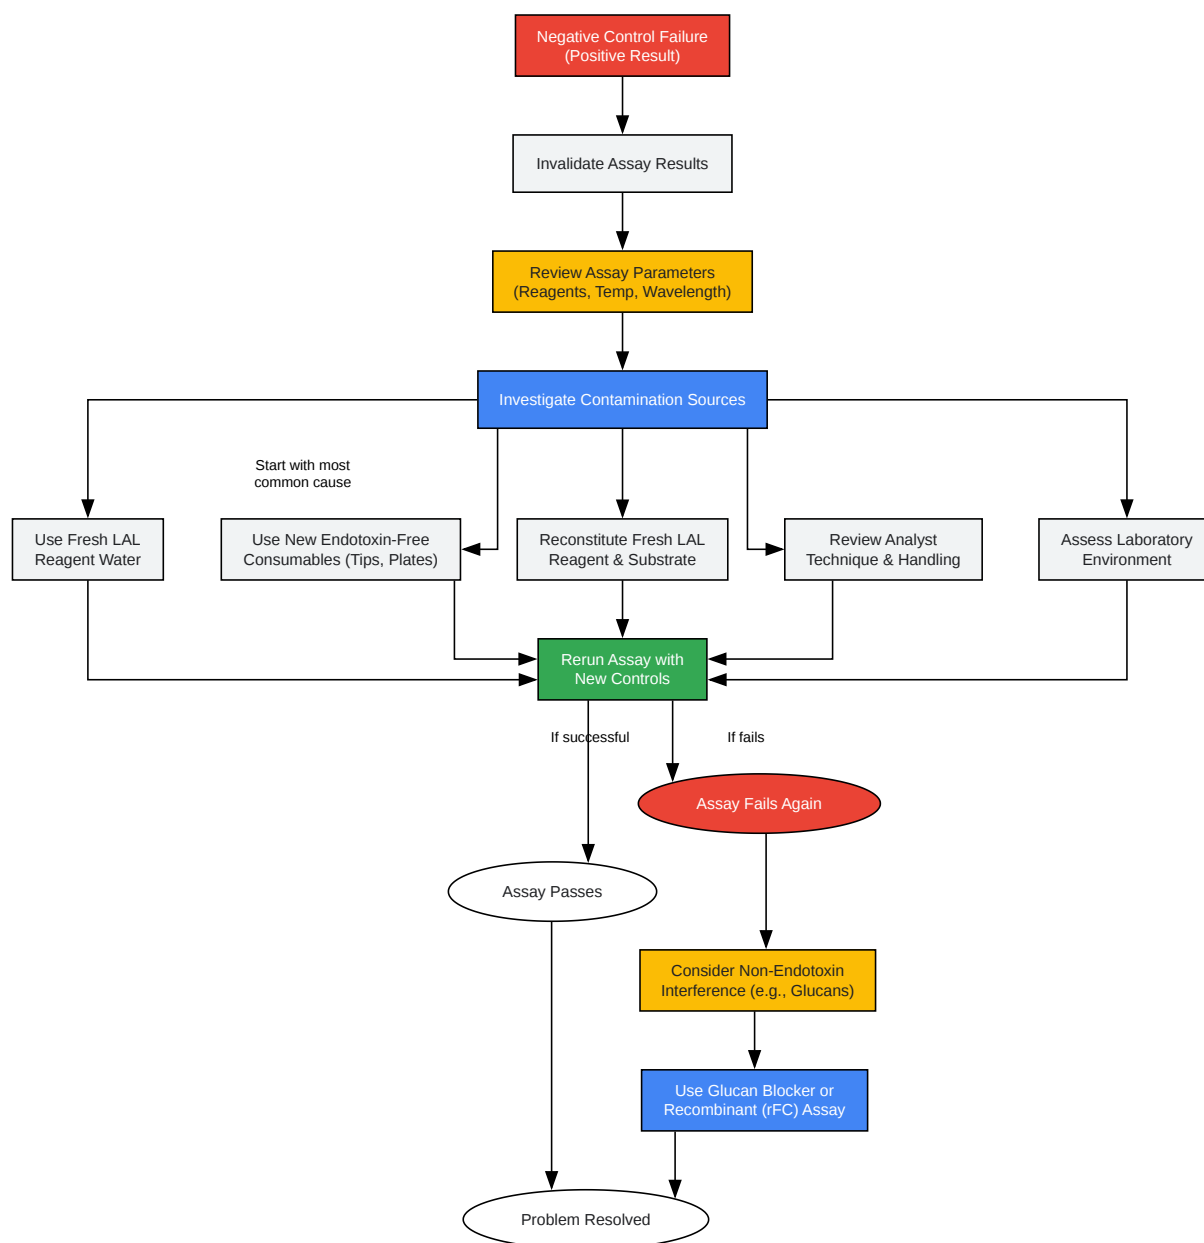 Negative Control Failure
(Positive Result)
Invalidate Assay Results
Review Assay Parameters
(Reagents, Temp, Wavelength)
Investigate Contamination Sources
Start with most
common cause
Use Fresh LAL
Reagent Water
Use New Endotoxin-Free
Consumables (Tips, Plates)
Reconstitute Fresh LAL
Reagent & Substrate
Review Analyst
Technique & Handling
Assess Laboratory
Environment
Rerun Assay with
New Controls
If successful
If fails
Assay Fails Again
Assay Passes
Consider Non-Endotoxin
Interference (e.g., Glucans)
Use Glucan Blocker or
Recombinant (rFC) Assay
Problem Resolved